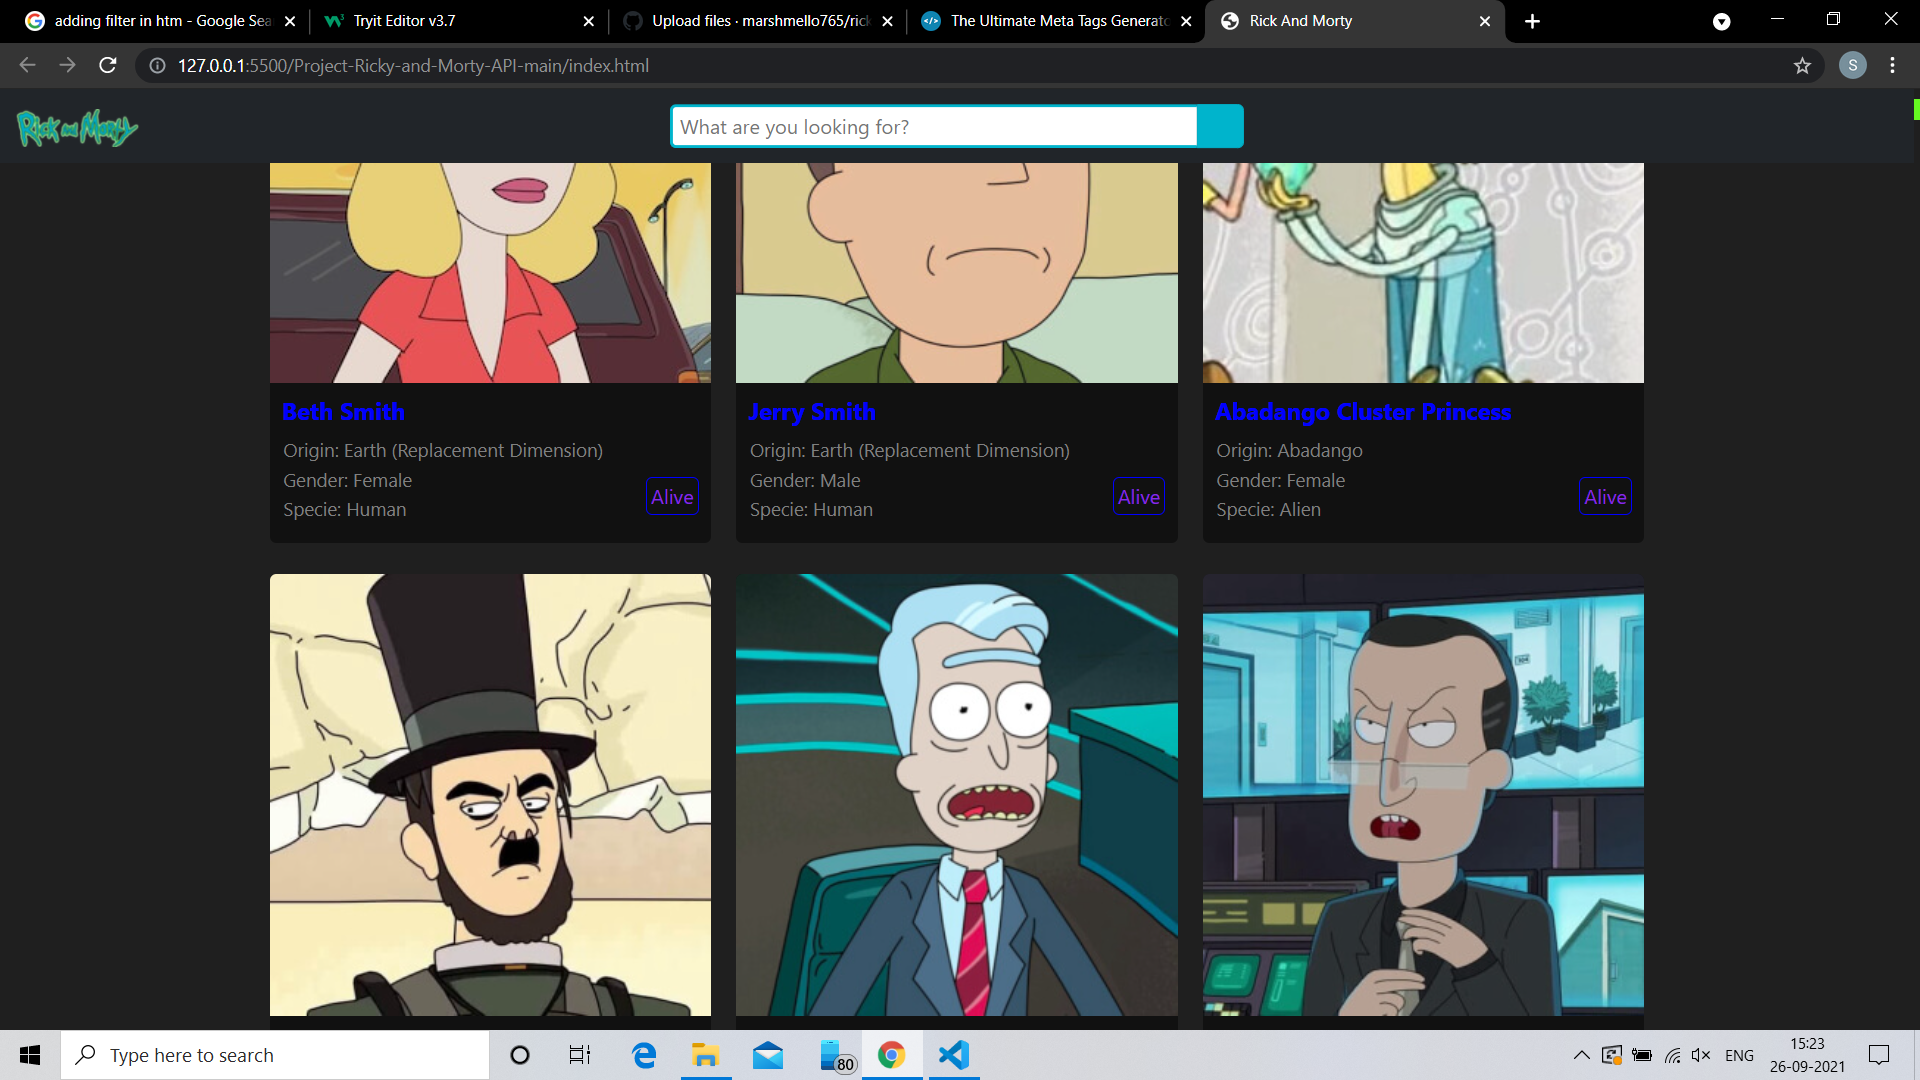 adding filter in htm - Google Sea
Tryit Editor v3.7
Upload files · marshmello765/rick
The Ultimate Meta Tags Generato
Rick And Morty
127.0.0.1:5500/Project-Ricky-and-Morty-API-main/index.html
S
Rick and Morty
What are you looking for?
Beth Smith
Origin: Earth (Replacement Dimension)
Gender: Female
Specie: Human
Alive
Jerry Smith
Origin: Earth (Replacement Dimension)
Gender: Male
Specie: Human
Alive
Abadango Cluster Princess
Origin: Abadango
Gender: Female
Specie: Alien
Alive
Type here to search
80
ENG
15:23
26-09-2021